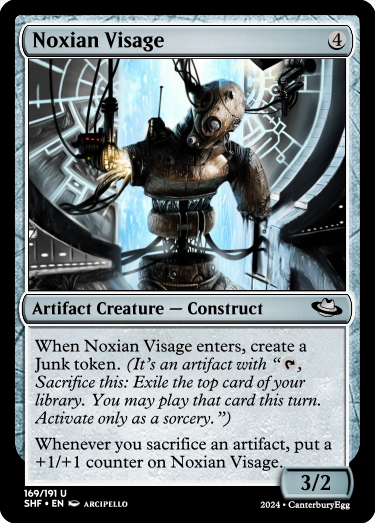 Noxian Visage 4
Artifact Creature — Construct
When Noxian Visage enters, create a
Junk token. (It's an artifact with “,
Sacrifice this: Exile the top card of your
library. You may play that card this turn.
Activate only as a sorcery.”)
Whenever you sacrifice an artifact, put a
+1/+1 counter on Noxian Visage.
3/2
169/191 U
SHF • EN ARCIPELLO
2024 • CanterburyEgg